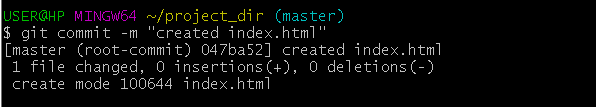 USER@HP MINGW64 ~/project_dir (master)
$ git commit -m "created index.html"
[master (root-commit) 047ba52] created index.html
 1 file changed, 0 insertions(+), 0 deletions(-)
 create mode 100644 index.html